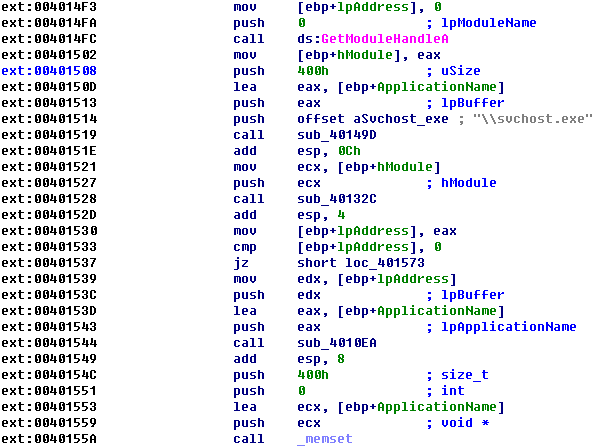 ext:004014F3 mov [ebp+lpAddress], 0
ext:004014FA push 0 ; lpModuleName
ext:004014FC call ds:GetModuleHandleA
ext:00401502 mov [ebp+hModule], eax
ext:00401508 push 400h ; uSize
ext:0040150D lea eax, [ebp+ApplicationName]
ext:00401513 push eax ; lpBuffer
ext:00401514 push offset aSvchost_exe ; "\\svchost.exe"
ext:00401519 call sub_40149D
ext:0040151E add esp, 0Ch
ext:00401521 mov ecx, [ebp+hModule]
ext:00401527 push ecx ; hModule
ext:00401528 call sub_40132C
ext:0040152D add esp, 4
ext:00401530 mov [ebp+lpAddress], eax
ext:00401533 cmp [ebp+lpAddress], 0
ext:00401537 jz short loc_401573
ext:00401539 mov edx, [ebp+lpAddress]
ext:0040153C push edx ; lpBuffer
ext:0040153D lea eax, [ebp+ApplicationName]
ext:00401543 push eax ; lpApplicationName
ext:00401544 call sub_4010EA
ext:00401549 add esp, 8
ext:0040154C push 400h ; size_t
ext:00401551 push 0 ; int
ext:00401553 lea ecx, [ebp+ApplicationName]
ext:00401559 push ecx ; void *
ext:0040155A call _memset